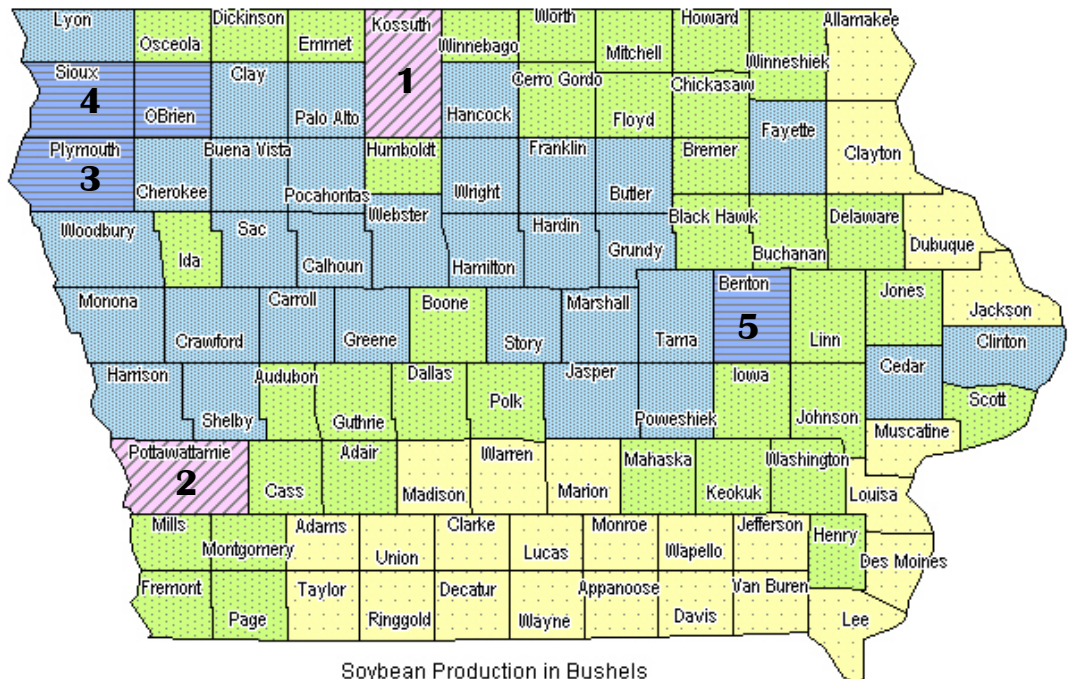 Lyon
Osceola
Dickinson
Emmet
Kossuth
1
Winnebago
Worth
Mitchell
Howard
Winneshiek
Allamakee
Sioux
4
OBrien
Clay
Palo Alto
Hancock
Cerro Gordo
Floyd
Chickasaw
Fayette
Clayton
Plymouth
3
Cherokee
Buena Vista
Pocahontas
Humboldt
Wright
Franklin
Butler
Bremer
Woodbury
Ida
Sac
Calhoun
Webster
Hamilton
Hardin
Grundy
Black Hawk
Buchanan
Delaware
Dubuque
Monona
Crawford
Carroll
Greene
Boone
Story
Marshall
Tama
Benton
5
Linn
Jones
Jackson
Clinton
Cedar
Harrison
Shelby
Audubon
Guthrie
Dallas
Polk
Jasper
Poweshiek
Iowa
Johnson
Scott
Muscatine
Pottawattamie
2
Cass
Adair
Madison
Warren
Marion
Mahaska
Keokuk
Washington
Louisa
Mills
Montgomery
Adams
Union
Clarke
Lucas
Monroe
Wapello
Jefferson
Henry
Des Moines
Fremont
Page
Taylor
Ringgold
Decatur
Wayne
Appanoose
Davis
Van Buren
Lee
Soybean Production in Bushels